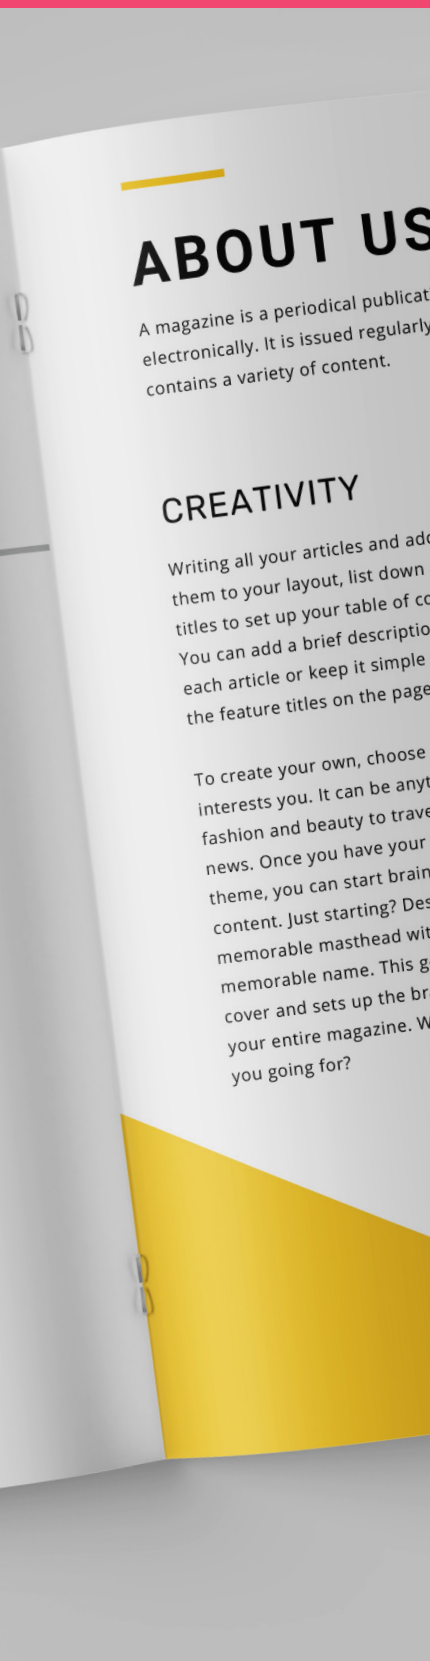 ABOUT US
A magazine is a periodical publicat
electronically. It is issued regularly
contains a variety of content.
CREATIVITY
Writing all your articles and add
them to your layout, list down
titles to set up your table of co
You can add a brief descriptio
each article or keep it simple
the feature titles on the page
To create your own, choose
interests you. It can be anyt
fashion and beauty to trave
news. Once you have your
theme, you can start brain
content. Just starting? Des
memorable masthead wit
memorable name. This g
cover and sets up the br
your entire magazine. W
you going for?